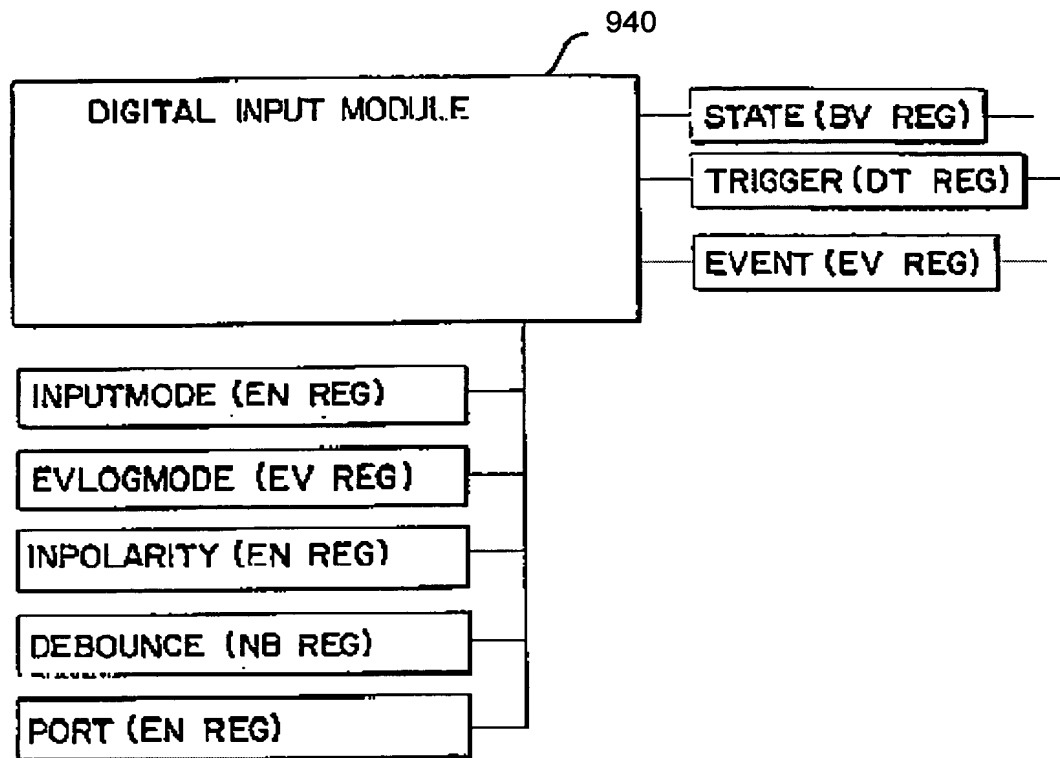 940
DIGITAL INPUT MODULE
STATE (BV REG)
TRIGGER (DT REG)
EVENT (EV REG)
INPUTMODE (EN REG)
EVLOGMODE (EV REG)
INPOLARITY (EN REG)
DEBOUNCE (NB REG)
PORT (EN REG)